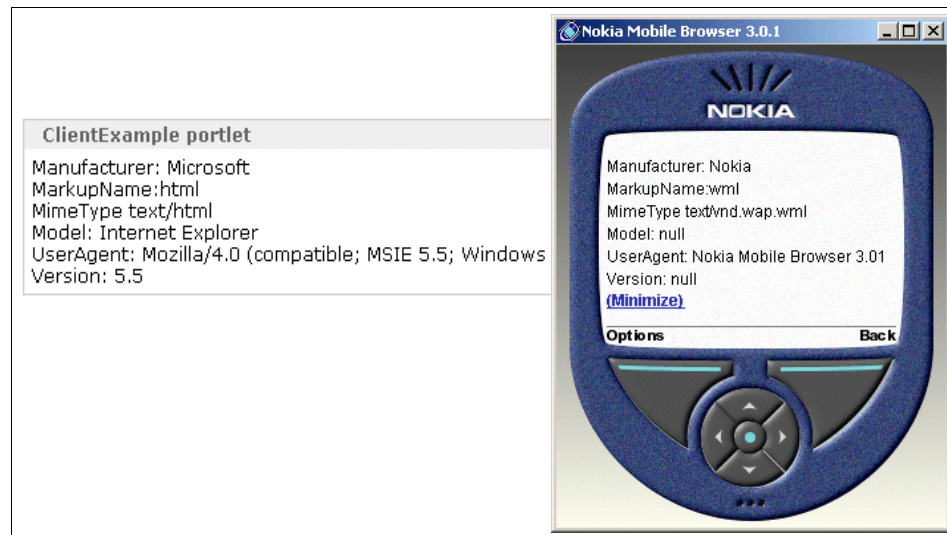 ClientExample portlet
Manufacturer: Microsoft
MarkupName:html
MimeType text/html
Model: Internet Explorer
UserAgent: Mozilla/4.0 (compatible; MSIE 5.5; Windows
Version: 5.5
Nokia Mobile Browser 3.0.1
NOKIA
Manufacturer: Nokia
MarkupName:wml
MimeType text/vnd.wap.wml
Model: null
UserAgent: Nokia Mobile Browser 3.01
Version: null
(Minimize)
Options Back